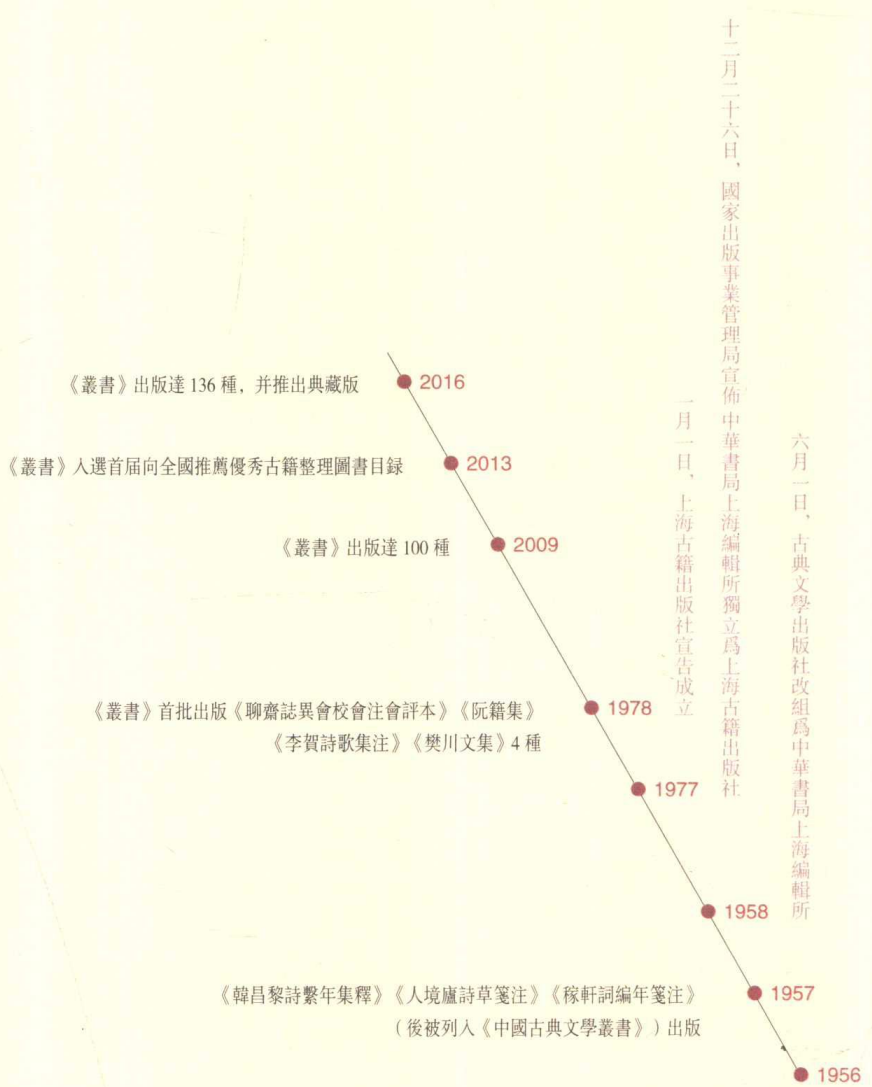 十二月二十六日，國家出版事業管理局宣佈中華書局上海編輯所獨立爲上海古籍出版社
一月一日，上海古籍出版社宣告成立
六月一日，古典文學出版社改組爲中華書局上海編輯所
《叢書》出版達 136 種，并推出典藏版
2016
《叢書》入選首届向全國推薦優秀古籍整理圖書目録
2013
《叢書》出版達 100 種
2009
《叢書》首批出版《聊齋誌異會校會注會評本》《阮籍集》
《李賀詩歌集注》《樊川文集》4 種
1978
1977
1958
《韓昌黎詩繫年集釋》《人境廬詩草箋注》《稼軒詞編年箋注》
（後被列入《中國古典文學叢書》）出版
1957
1956